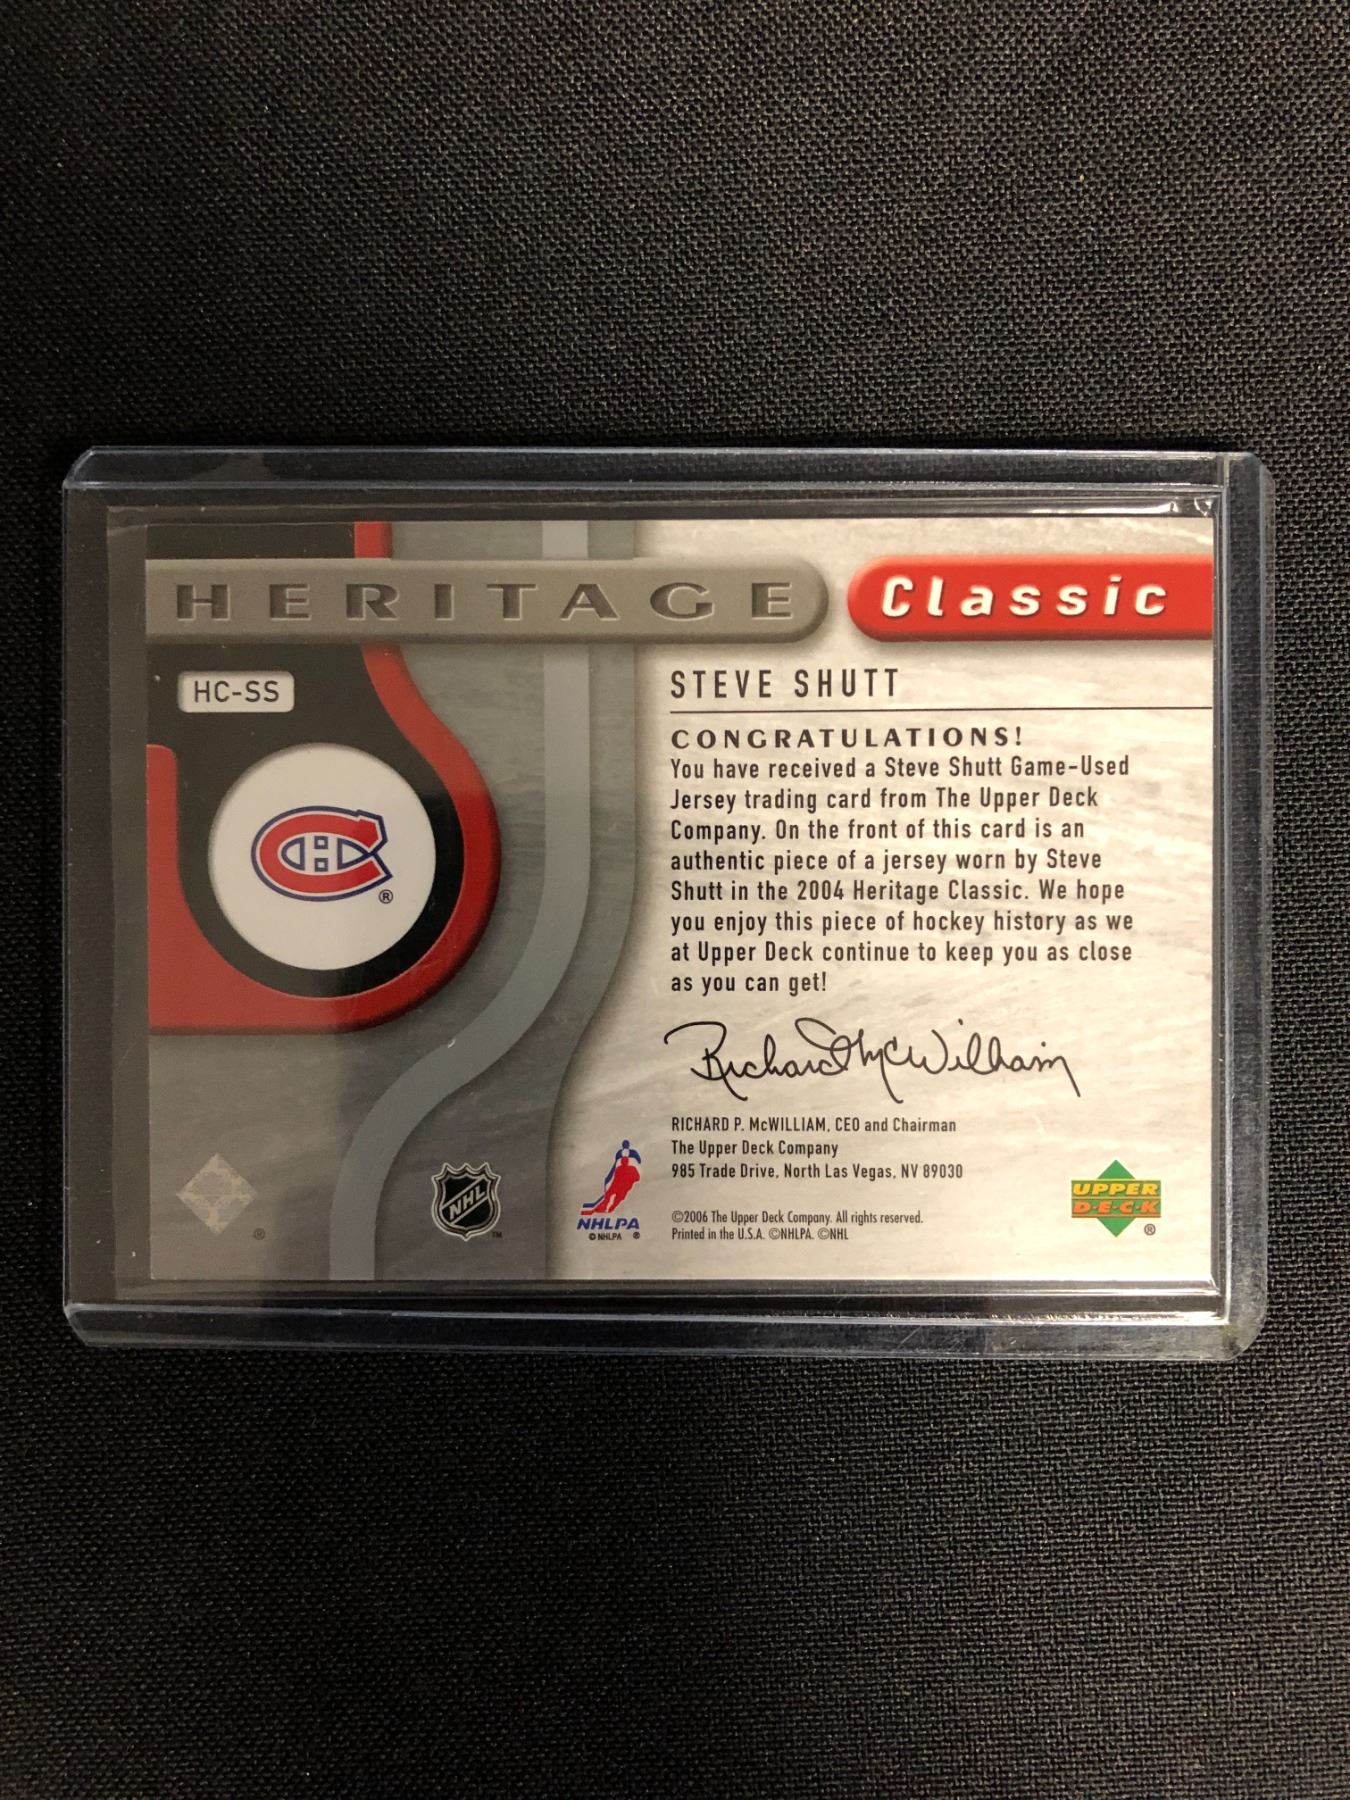 HERITAGE Classic
HC-SS
STEVE SHUTT
CONGRATULATIONS!
You have received a Steve Shutt Game-Used
Jersey trading card from The Upper Deck
Company. On the front of this card is an
authentic piece of a jersey worn by Steve
Shutt in the 2004 Heritage Classic. We hope
you enjoy this piece of hockey history as we
at Upper Deck continue to keep you as close
as you can get!
Richard McWilliam
RICHARD P. McWILLIAM, CEO and Chairman
The Upper Deck Company
985 Trade Drive, North Las Vegas, NV 89030
©2006 The Upper Deck Company. All rights reserved.
Printed in the U.S.A. ©NHLPA. ©NHL
CH ®
®
NHL ™
NHLPA
© NHLPA ®
UPPER
D·E·C·K
®